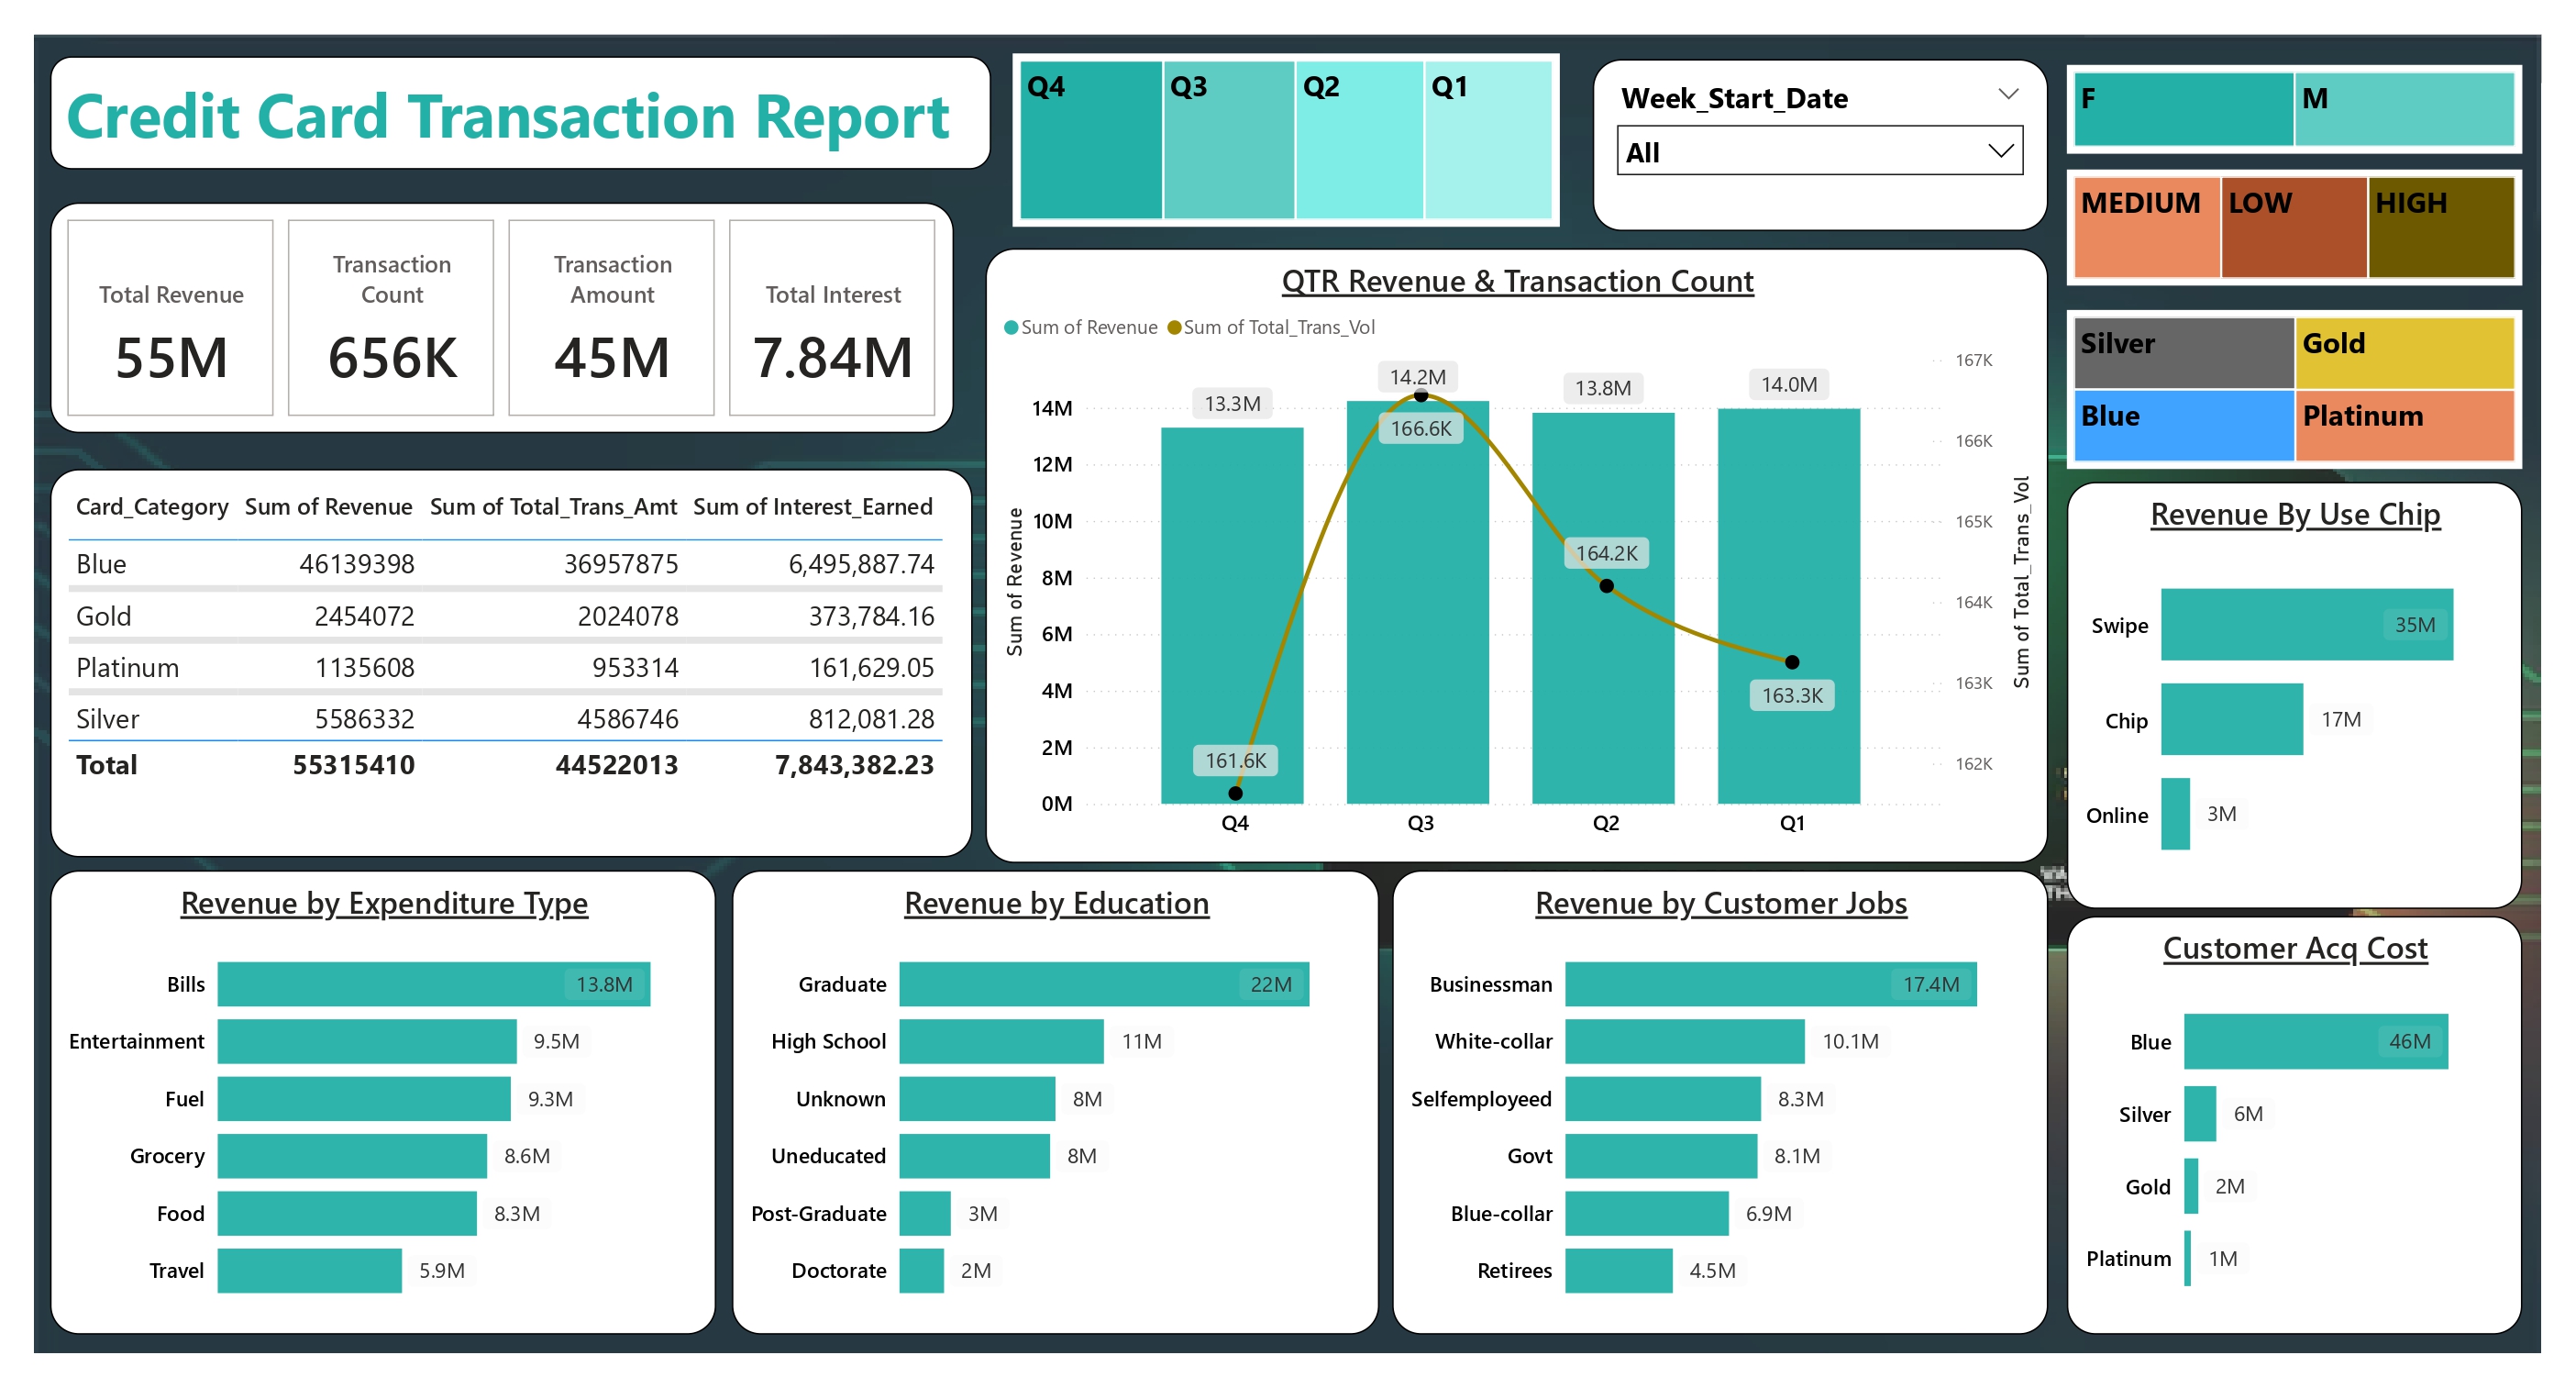 Credit Card Transaction Report
Q4 Q3 Q2 Q1
Week_Start_Date
All
F M
MEDIUM LOW HIGH
Silver Gold
Blue Platinum
Total Revenue
55M
Transaction
Count
656K
Transaction
Amount
45M
Total Interest
7.84M
Card_Category Sum of Revenue Sum of Total_Trans_Amt Sum of Interest_Earned
Blue 46139398 36957875 6,495,887.74
Gold 2454072 2024078 373,784.16
Platinum 1135608 953314 161,629.05
Silver 5586332 4586746 812,081.28
Total 55315410 44522013 7,843,382.23
QTR Revenue & Transaction Count
Sum of Revenue Sum of Total_Trans_Vol
Sum of Revenue
14M
12M
10M
8M
6M
4M
2M
0M
13.3M
14.2M
13.8M
14.0M
161.6K
166.6K
164.2K
163.3K
Q4 Q3 Q2 Q1
167K
166K
165K
164K
163K
162K
Sum of Total_Trans_Vol
Revenue By Use Chip
Swipe 35M
Chip 17M
Online 3M
Revenue by Expenditure Type
Bills 13.8M
Entertainment 9.5M
Fuel 9.3M
Grocery 8.6M
Food 8.3M
Travel 5.9M
Revenue by Education
Graduate 22M
High School 11M
Unknown 8M
Uneducated 8M
Post-Graduate 3M
Doctorate 2M
Revenue by Customer Jobs
Businessman 17.4M
White-collar 10.1M
Selfemployeed 8.3M
Govt 8.1M
Blue-collar 6.9M
Retirees 4.5M
Customer Acq Cost
Blue 46M
Silver 6M
Gold 2M
Platinum 1M